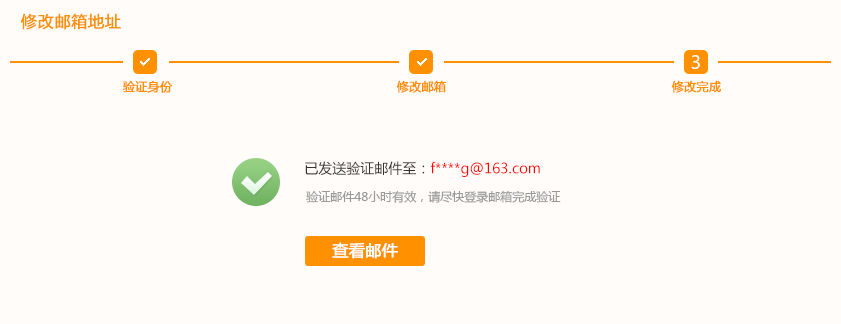 修改邮箱地址
3
验证身份 修改邮箱 修改完成
已发送验证邮件至：f****g@163.com
验证邮件48小时有效，请尽快登录邮箱完成验证
查看邮件